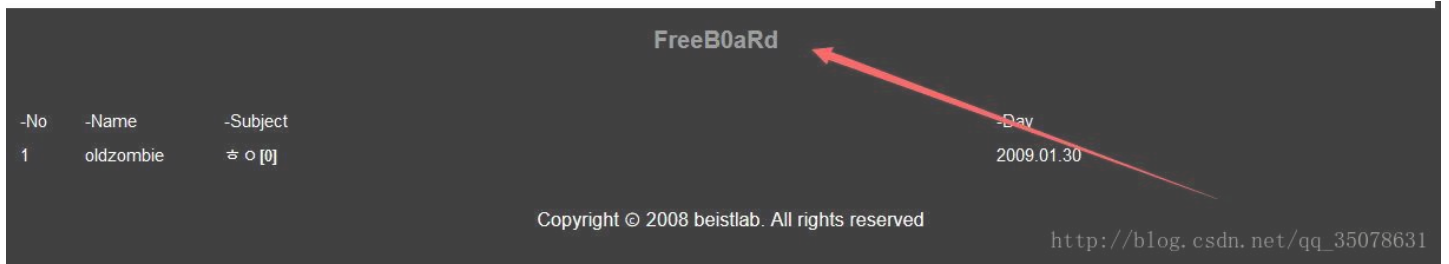 FreeB0aRd
-No -Name -Subject -Day
1 oldzombie ㅎㅇ[0] 2009.01.30
Copyright © 2008 beistlab. All rights reserved
http://blog.csdn.net/qq_35078631